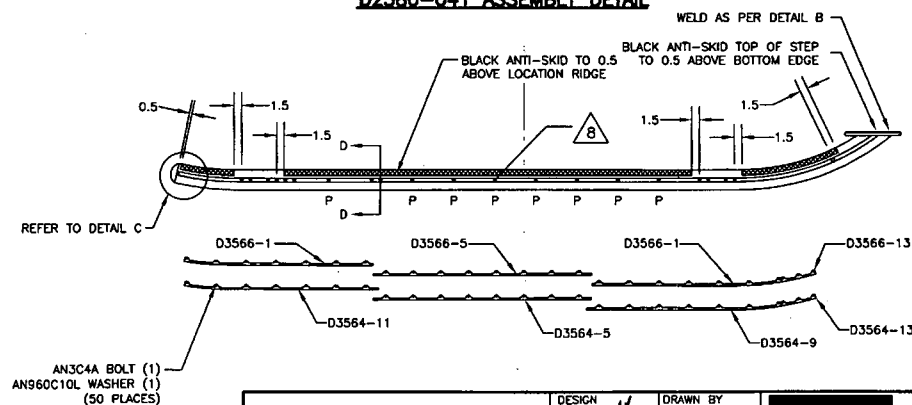 D2580-041 ASSEMBLY DETAIL
WELD AS PER DETAIL B
BLACK ANTI-SKID TO 0.5
ABOVE LOCATION RIDGE
BLACK ANTI-SKID TOP OF STEP
TO 0.5 ABOVE BOTTOM EDGE
0.5
1.5
1.5
8
1.5
1.5
1.5
D
D
P P P P P P P P
REFER TO DETAIL C
D3566-1
D3566-5
D3566-1
D3566-13
D3564-11
D3564-5
D3564-9
D3564-13
AN3C4A BOLT (1)
AN960C10L WASHER (1)
(50 PLACES)
DESIGN
DRAWN BY